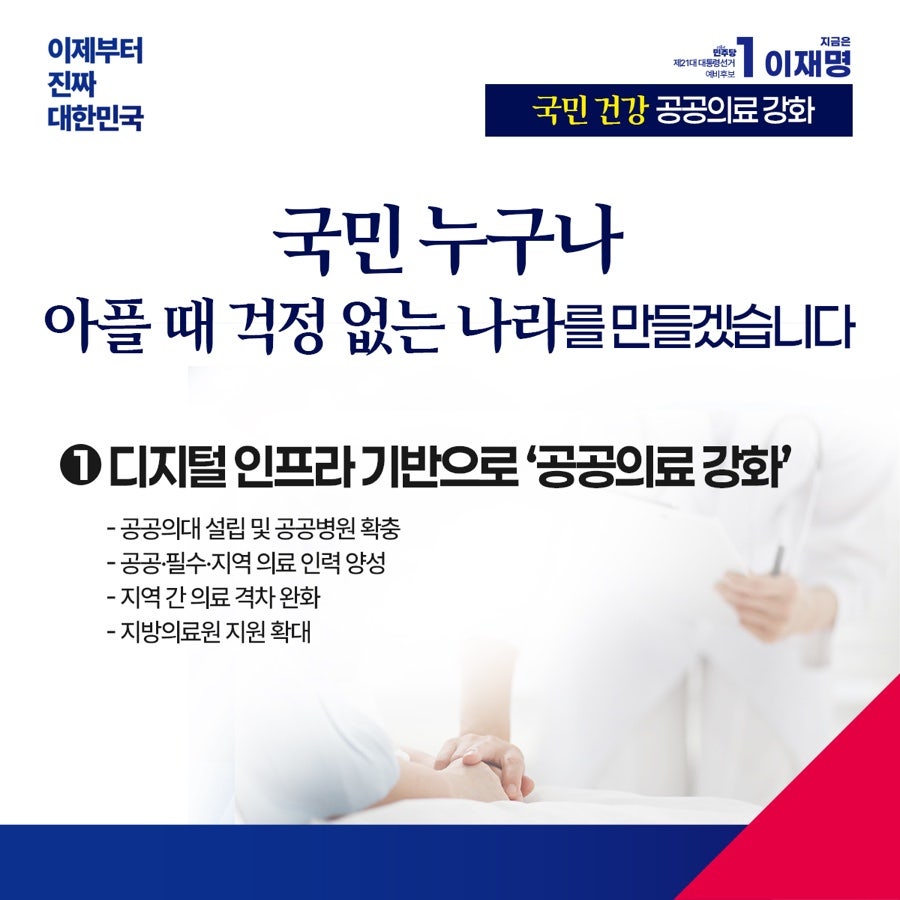 이제부터
진짜
대한민국
민주당
제21대 대통령선거
예비후보
1
지금은
이재명
국민 건강 공공의료 강화
국민 누구나
아플 때 걱정 없는 나라를 만들겠습니다
❶ 디지털 인프라 기반으로 ‘공공의료 강화’
- 공공의대 설립 및 공공병원 확충
- 공공·필수·지역 의료 인력 양성
- 지역 간 의료 격차 완화
- 지방의료원 지원 확대